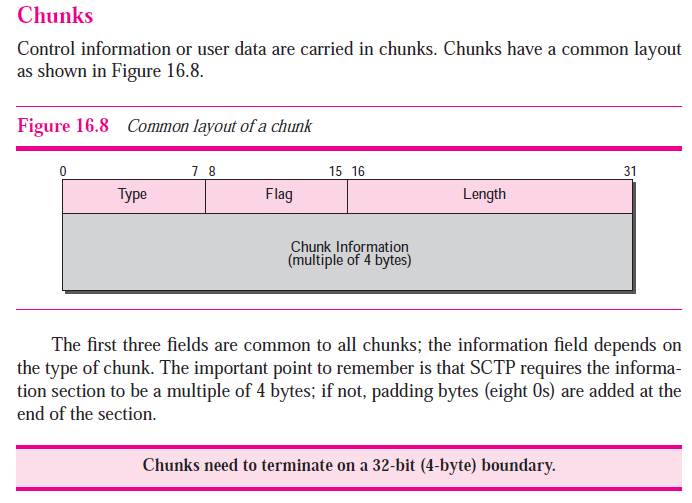 Chunks
Control information or user data are carried in chunks. Chunks have a common layout
as shown in Figure 16.8.
Figure 16.8 Common layout of a chunk
0 7 8 15 16 31
Type Flag Length
Chunk Information
(multiple of 4 bytes)
The first three fields are common to all chunks; the information field depends on
the type of chunk. The important point to remember is that SCTP requires the informa-
tion section to be a multiple of 4 bytes; if not, padding bytes (eight 0s) are added at the
end of the section.
Chunks need to terminate on a 32-bit (4-byte) boundary.